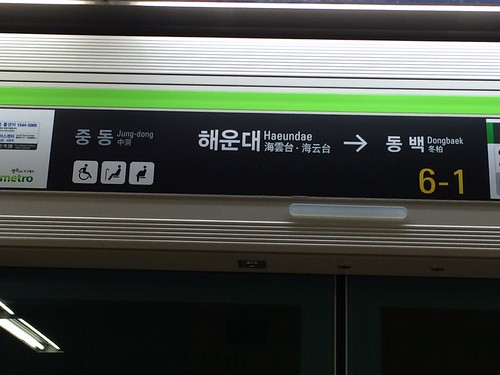 중동 Jung-dong
中洞
해운대 Haeundae
海雲台·海云台
→
동백 Dongbaek
冬柏
6-1
metro